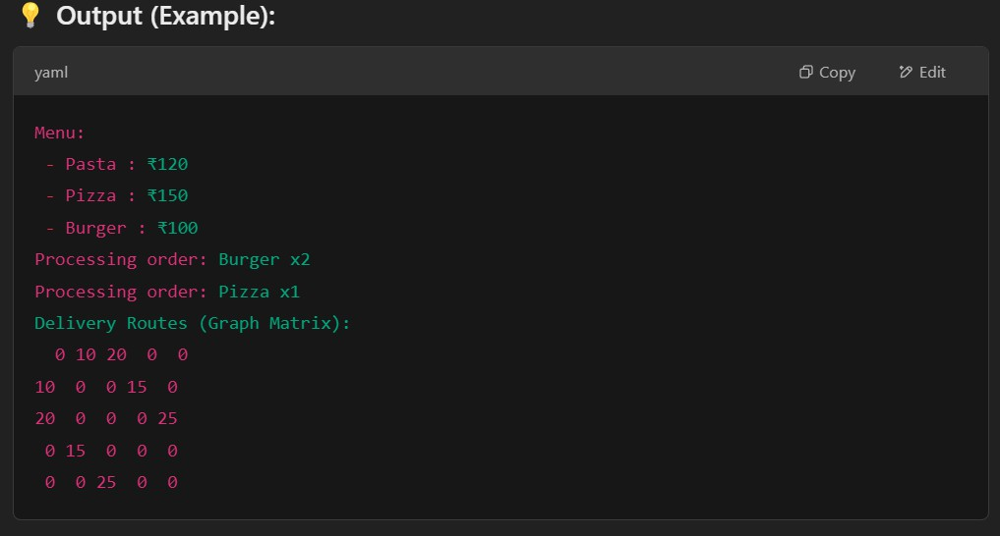 💡 Output (Example):
yaml
Copy
Edit
Menu:
 - Pasta : ₹120
 - Pizza : ₹150
 - Burger : ₹100
Processing order: Burger x2
Processing order: Pizza x1
Delivery Routes (Graph Matrix):
  0 10 20  0  0
10  0  0 15  0
20  0  0  0 25
 0 15  0  0  0
 0  0 25  0  0